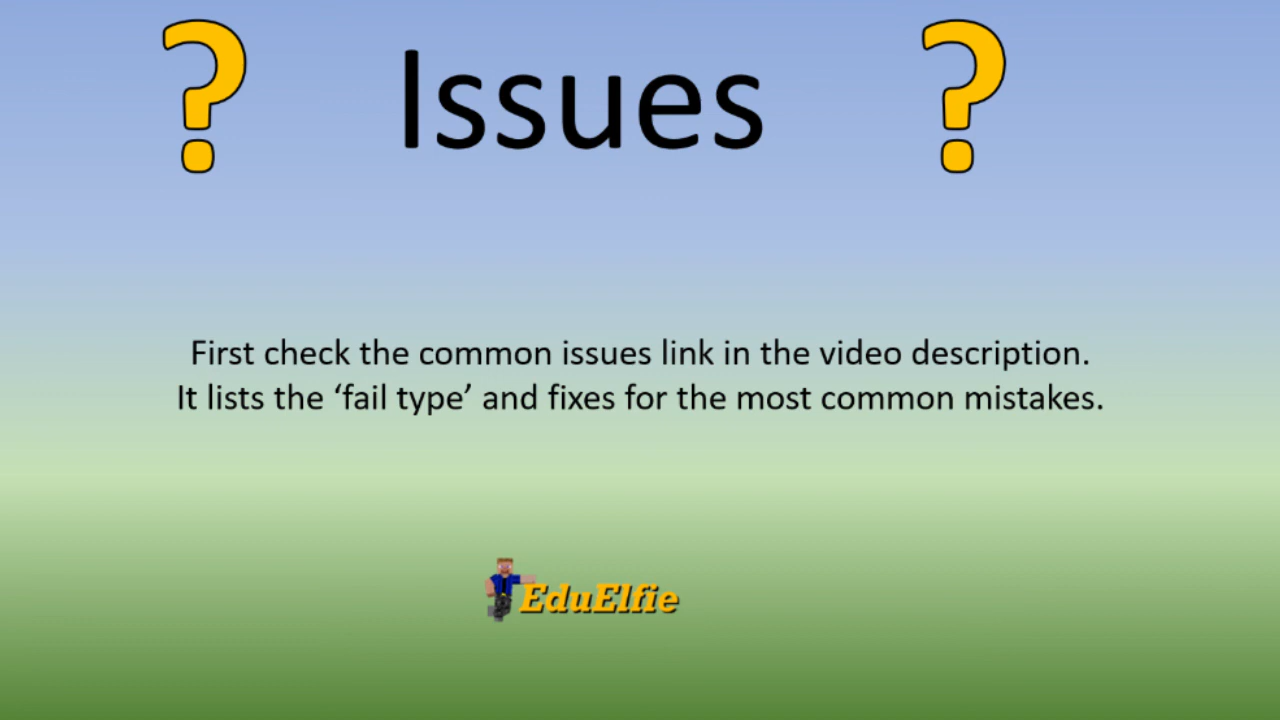 ? Issues ?
First check the common issues link in the video description.
It lists the ‘fail type’ and fixes for the most common mistakes.
EduElfie